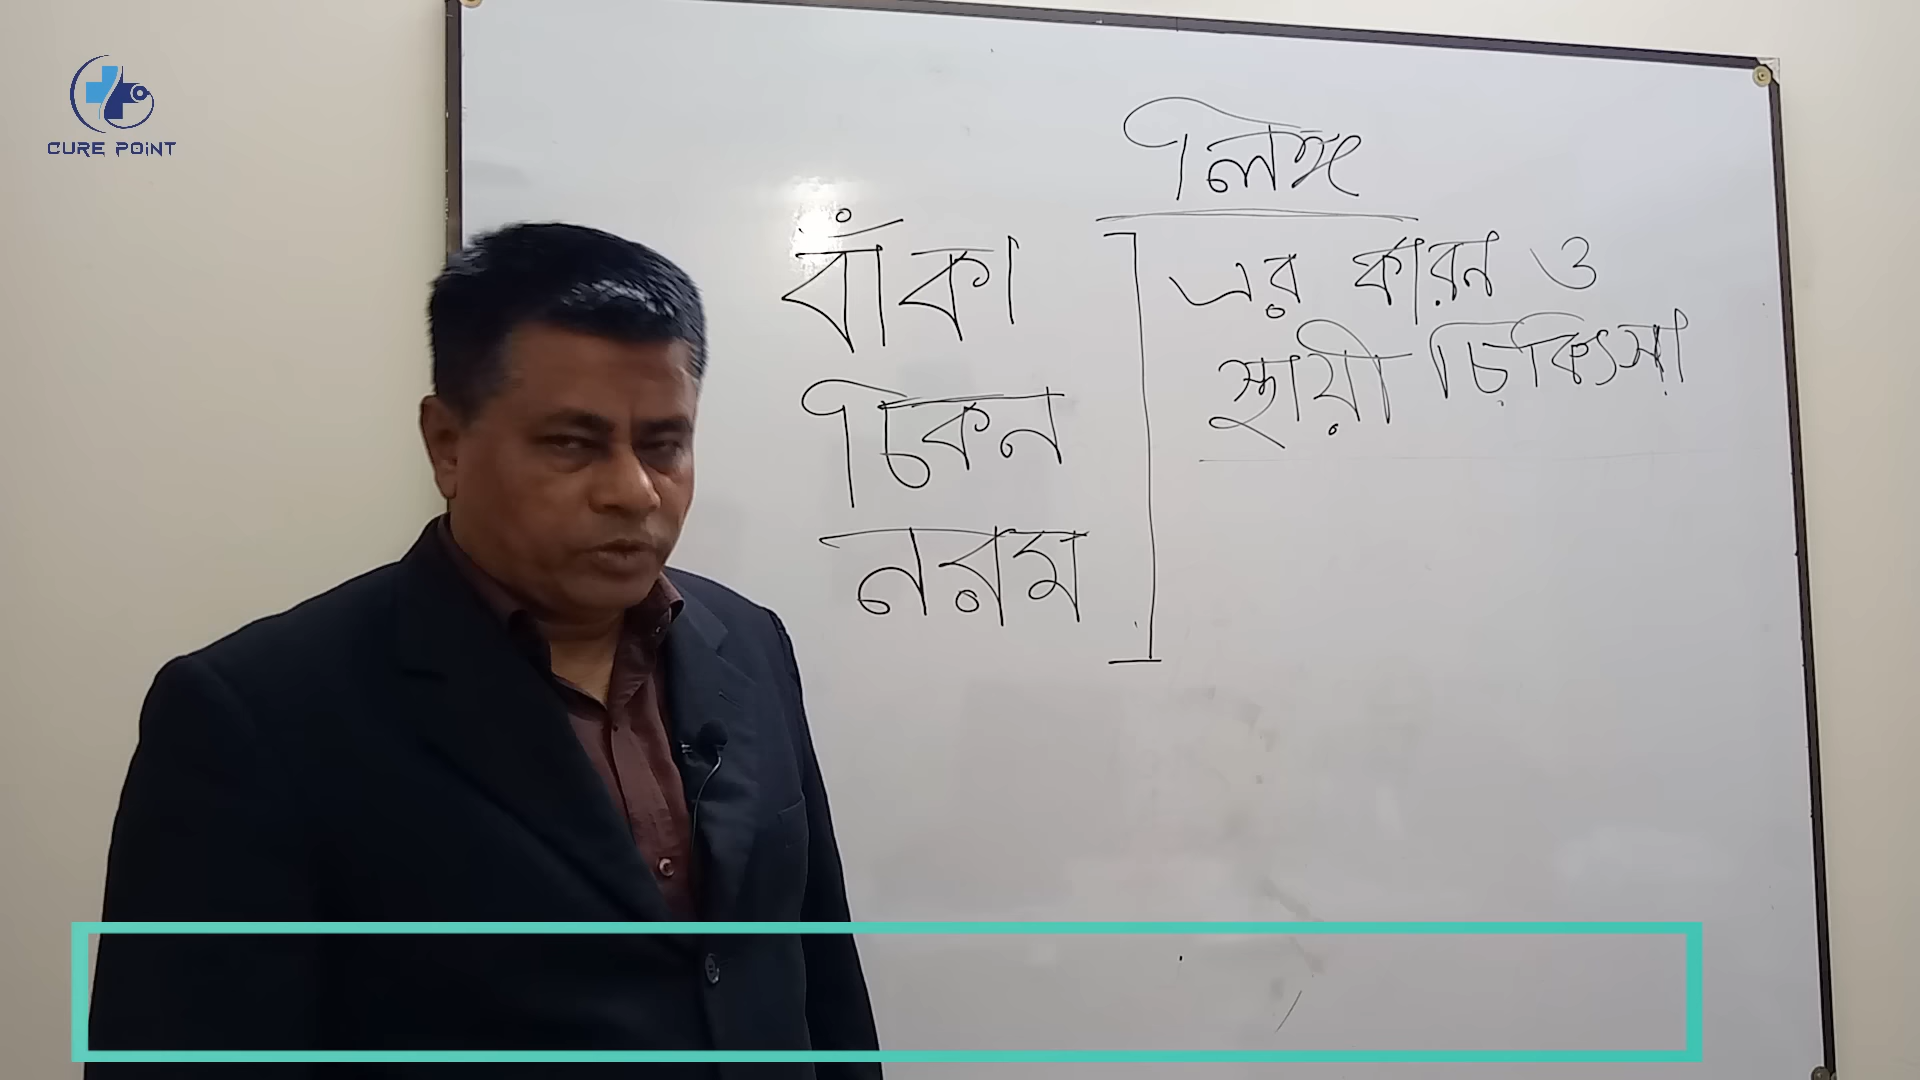 CURE POINT
লিঙ্গ
বাঁকা
চিকন
নরম
এর কারন ও
স্থায়ী চিকিৎসা